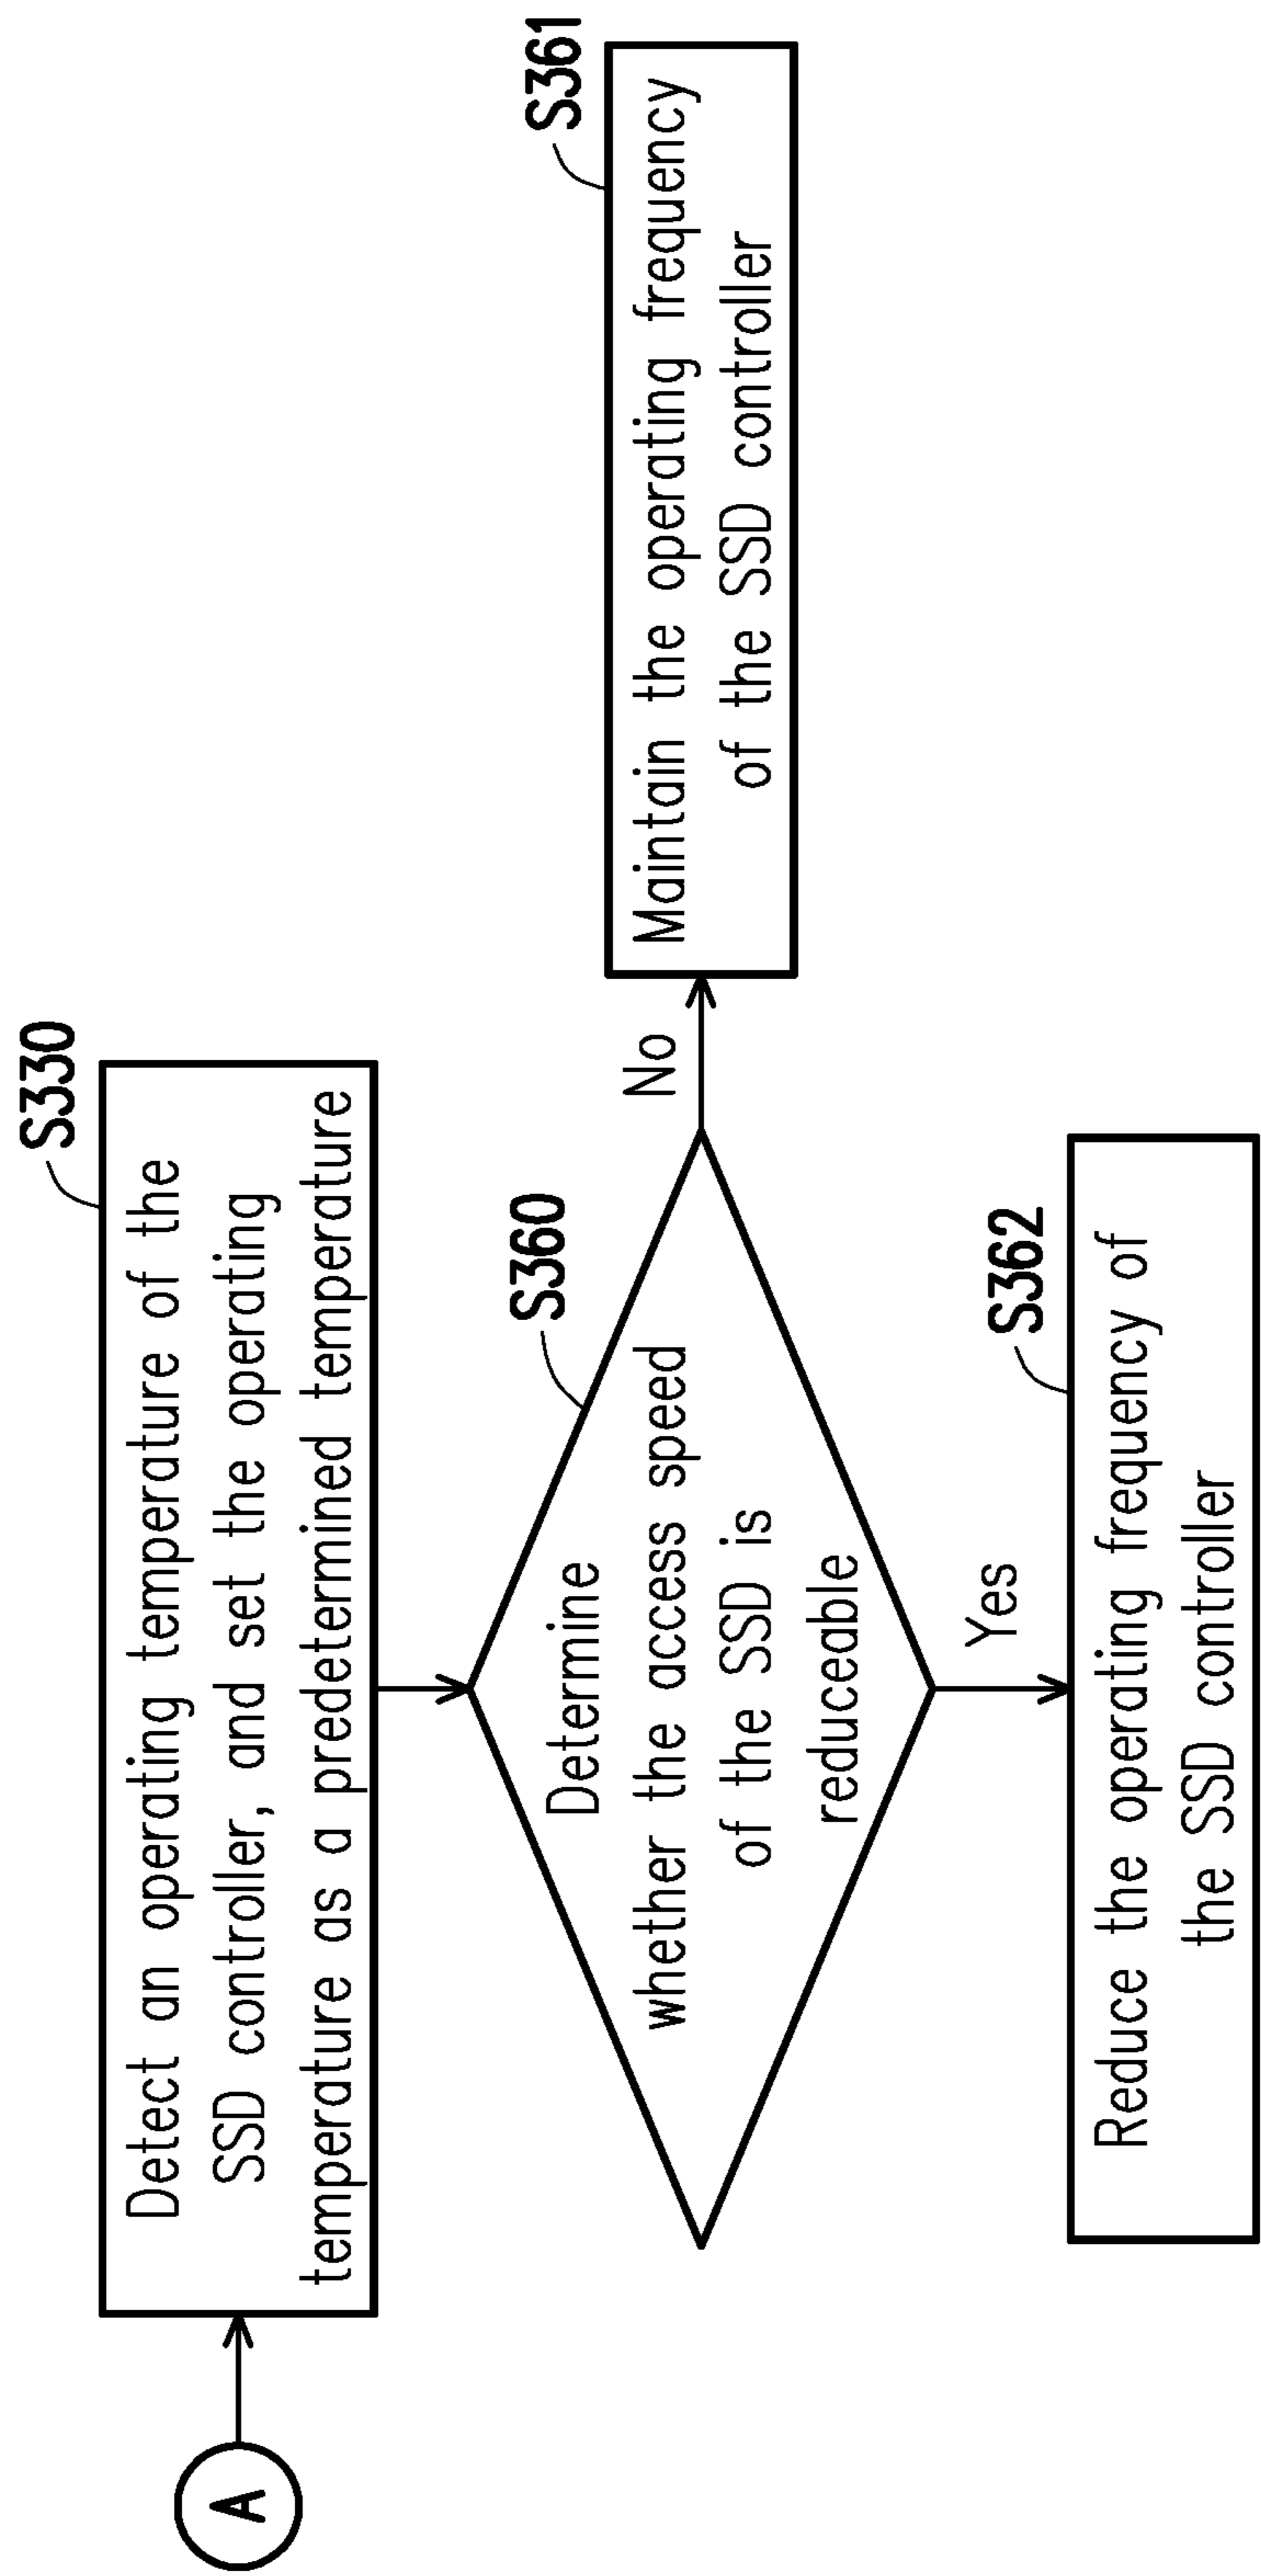 A
S330
Detect an operating temperature of the
SSD controller, and set the operating
temperature as a predetermined temperature
S360
Determine
whether the access speed
of the SSD is
reduceable
No
S361
Maintain the operating frequency
of the SSD controller
Yes
S362
Reduce the operating frequency of
the SSD controller